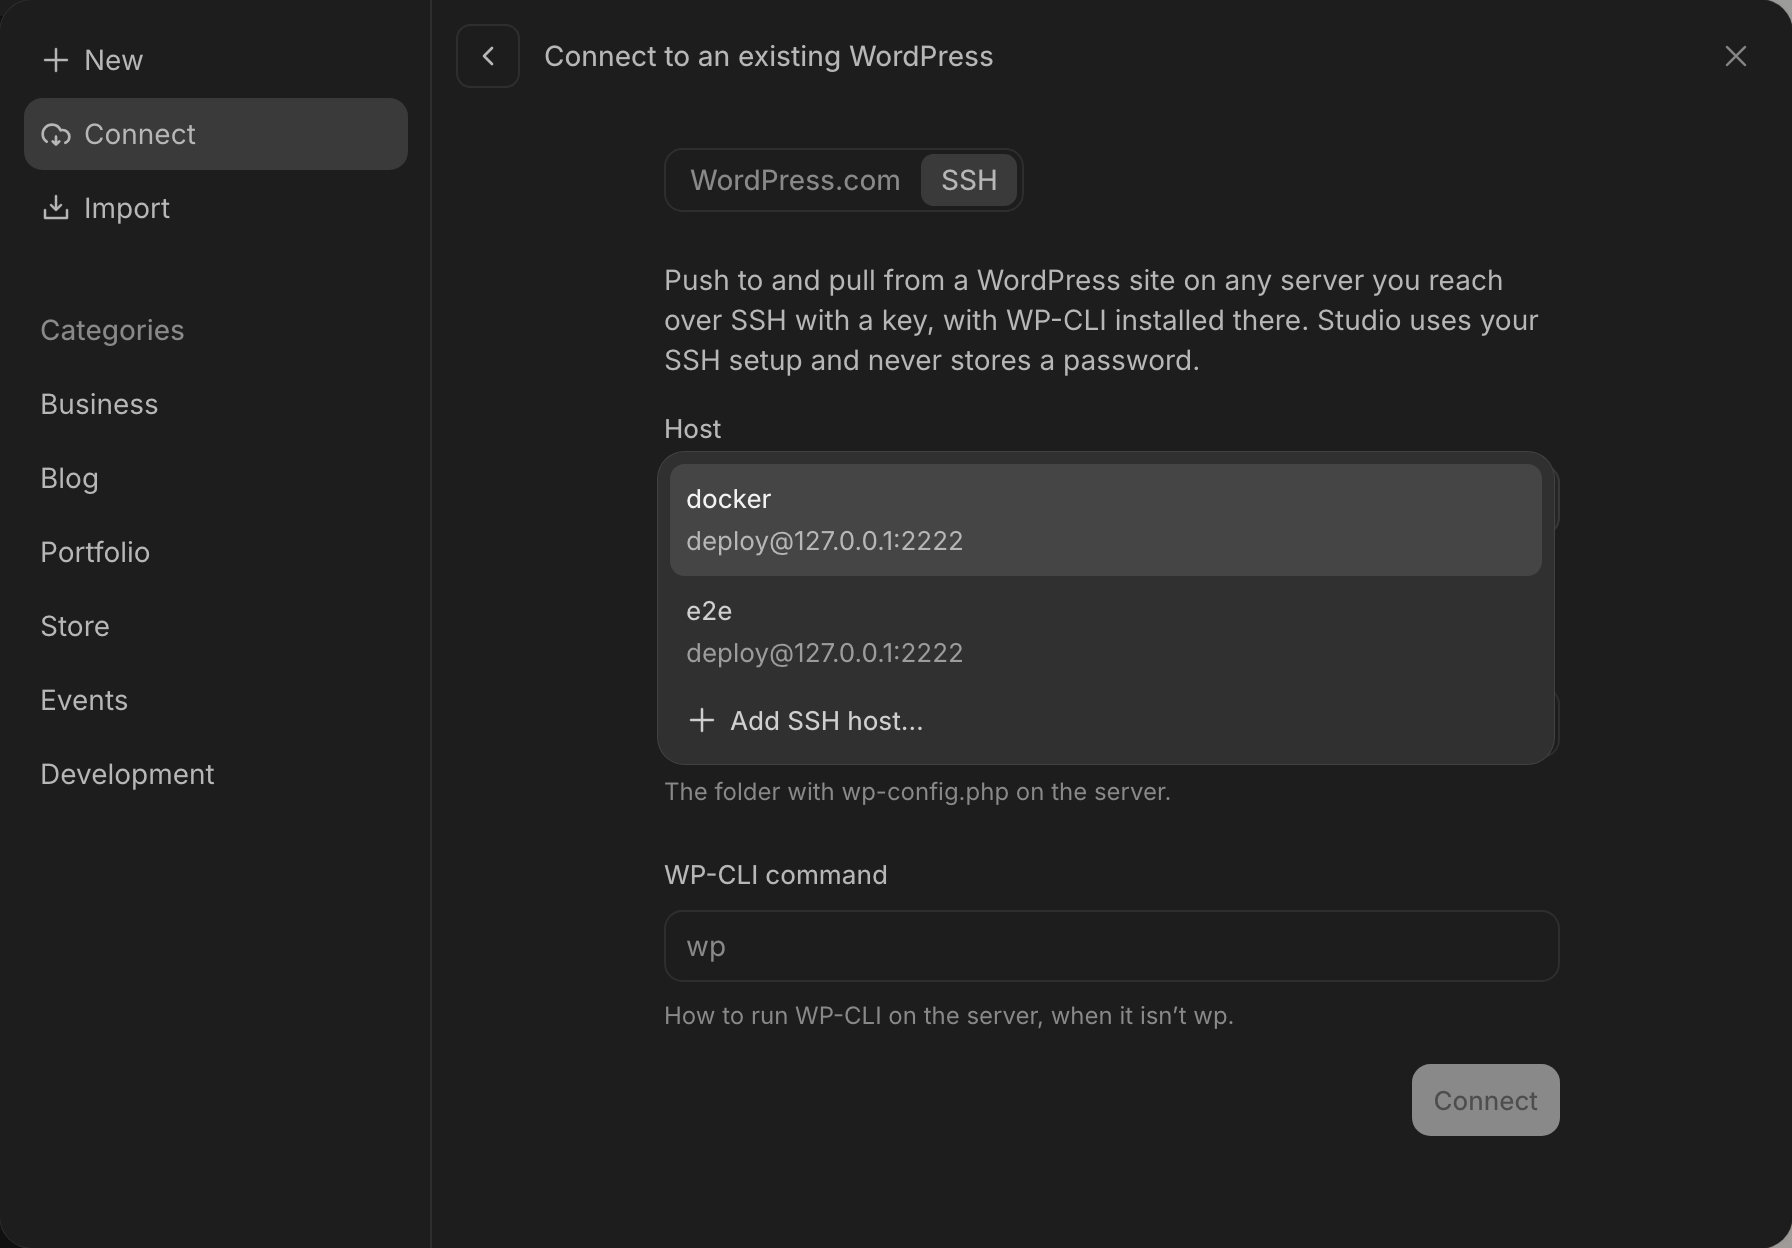 New
Connect
Import
Categories
Business
Blog
Portfolio
Store
Events
Development
Connect to an existing WordPress
WordPress.com
SSH
Push to and pull from a WordPress site on any server you reach
over SSH with a key, with WP-CLI installed there. Studio uses your
SSH setup and never stores a password.
Host
docker
deploy@127.0.0.1:2222
e2e
deploy@127.0.0.1:2222
Add SSH host...
The folder with wp-config.php on the server.
WP-CLI command
wp
How to run WP-CLI on the server, when it isn’t wp.
Connect